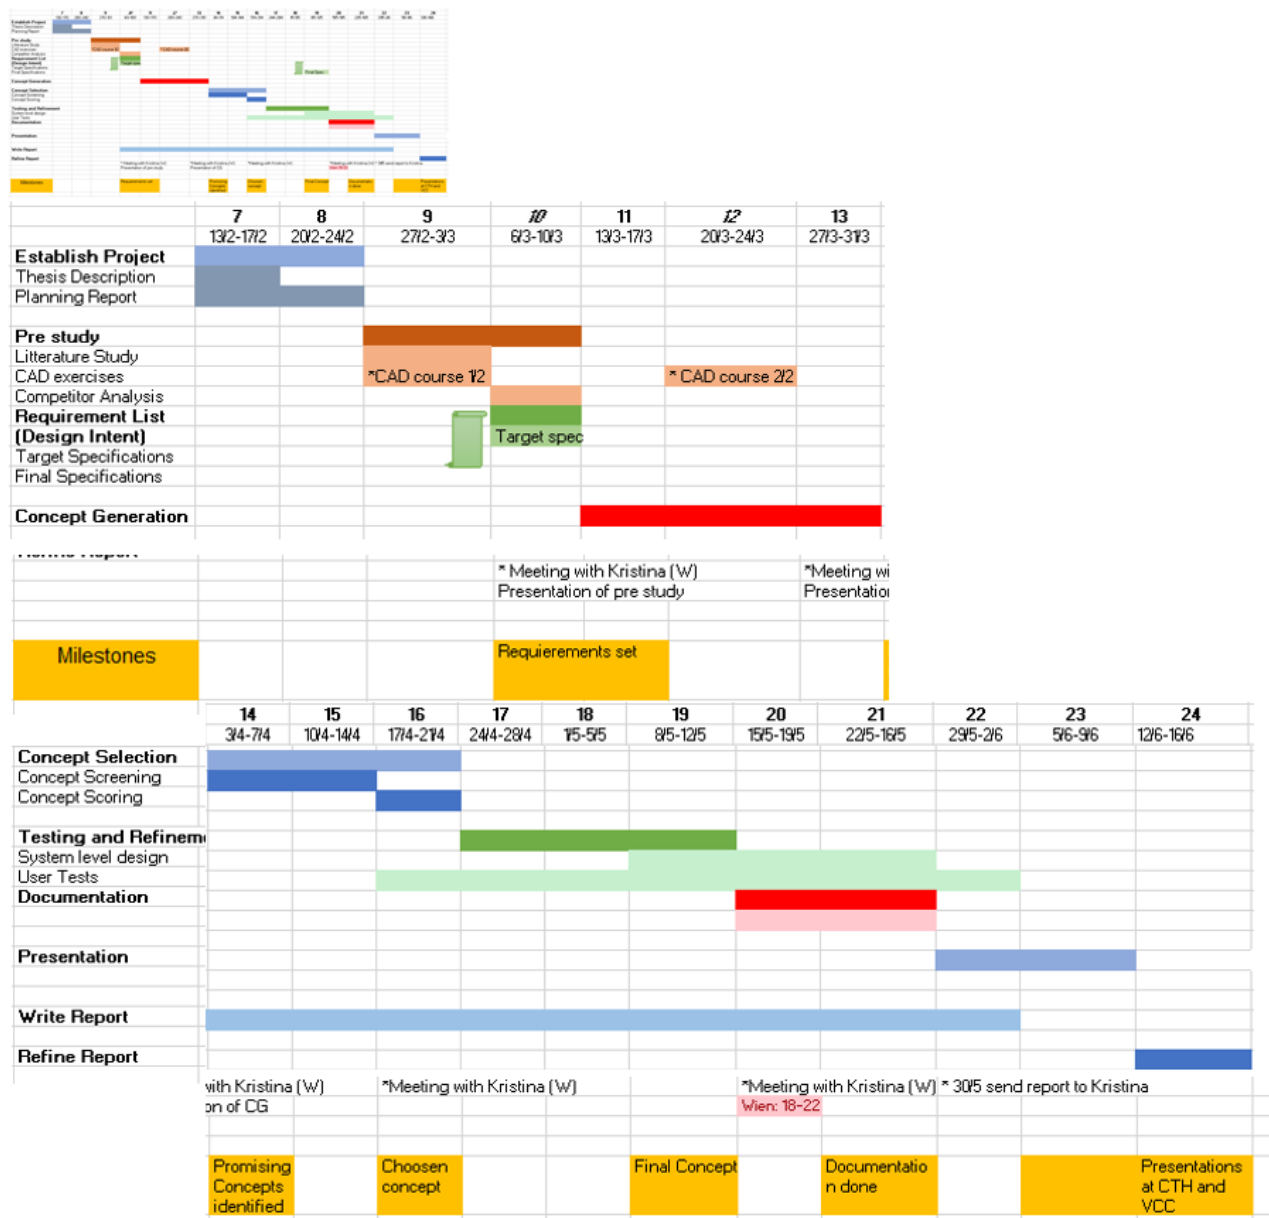 7 8 9 10 11 12 13
13/2-17/2 20/2-24/2 27/2-3/3 6/3-10/3 13/3-17/3 20/3-24/3 27/3-31/3
Establish Project
Thesis Description
Planning Report
Pre study
Litterature Study
CAD exercises *CAD course 1/2 * CAD course 2/2
Competitor Analysis
Requirement List
(Design Intent) Target spec
Target Specifications
Final Specifications
Concept Generation
* Meeting with Kristina (W) *Meeting wi
Presentation of pre study Presentation
Milestones Requierements set
14 15 16 17 18 19 20 21 22 23 24
3/4-7/4 10/4-14/4 17/4-21/4 24/4-28/4 1/5-5/5 8/5-12/5 15/5-19/5 22/5-16/5 29/5-2/6 5/6-9/6 12/6-16/6
Concept Selection
Concept Screening
Concept Scoring
Testing and Refinem
System level design
User Tests
Documentation
Presentation
Write Report
Refine Report
with Kristina (W) *Meeting with Kristina (W) *Meeting with Kristina (W) * 30/5 send report to Kristina
on of CG Wien: 18-22
Promising Choosen Final Concept Documentatio Presentations
Concepts concept n done at CTH and
identified VCC